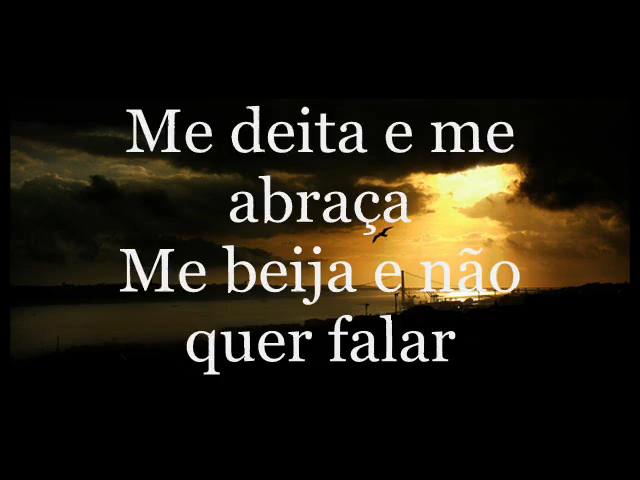 Me deita e me
abraça
Me beija e não
quer falar